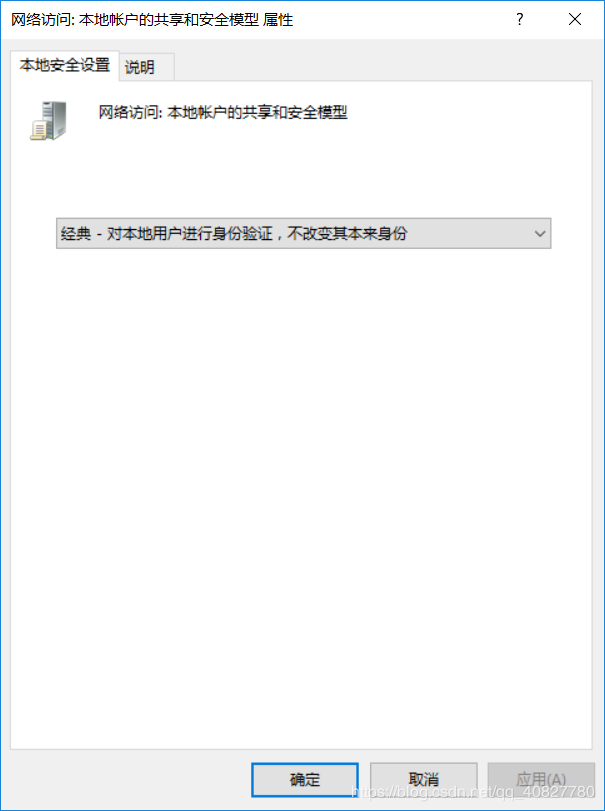 网络访问: 本地帐户的共享和安全模型 属性
?
本地安全设置
说明
网络访问: 本地帐户的共享和安全模型
经典 - 对本地用户进行身份验证，不改变其本来身份
确定
取消
应用(A)
https://blog.csdn.net/qq_40827780